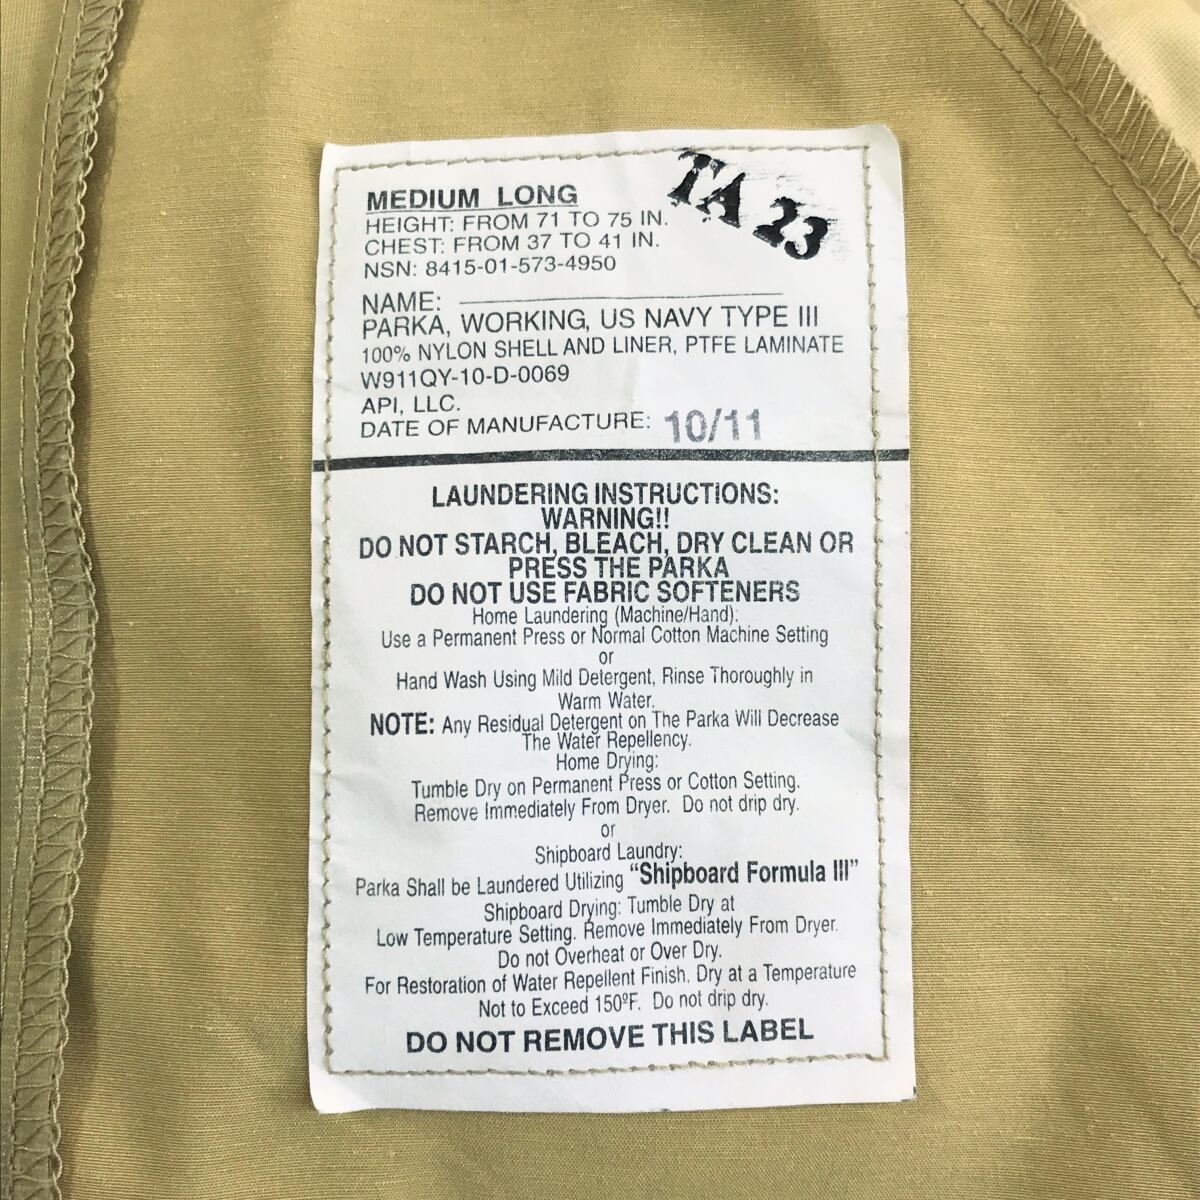 MEDIUM LONG
TA 23
HEIGHT: FROM 71 TO 75 IN.
CHEST: FROM 37 TO 41 IN.
NSN: 8415-01-573-4950
NAME:
PARKA, WORKING, US NAVY TYPE III
100% NYLON SHELL AND LINER, PTFE LAMINATE
W911QY-10-D-0069
API, LLC.
DATE OF MANUFACTURE: 10/11
LAUNDERING INSTRUCTIONS:
WARNING!!
DO NOT STARCH, BLEACH, DRY CLEAN OR
PRESS THE PARKA
DO NOT USE FABRIC SOFTENERS
Home Laundering (Machine/Hand):
Use a Permanent Press or Normal Cotton Machine Setting
or
Hand Wash Using Mild Detergent, Rinse Thoroughly in
Warm Water.
NOTE: Any Residual Detergent on The Parka Will Decrease
The Water Repellency.
Home Drying:
Tumble Dry on Permanent Press or Cotton Setting.
Remove Immediately From Dryer. Do not drip dry.
or
Shipboard Laundry:
Parka Shall be Laundered Utilizing "Shipboard Formula III"
Shipboard Drying: Tumble Dry at
Low Temperature Setting. Remove Immediately From Dryer.
Do not Overheat or Over Dry.
For Restoration of Water Repellent Finish. Dry at a Temperature
Not to Exceed 150ºF. Do not drip dry.
DO NOT REMOVE THIS LABEL